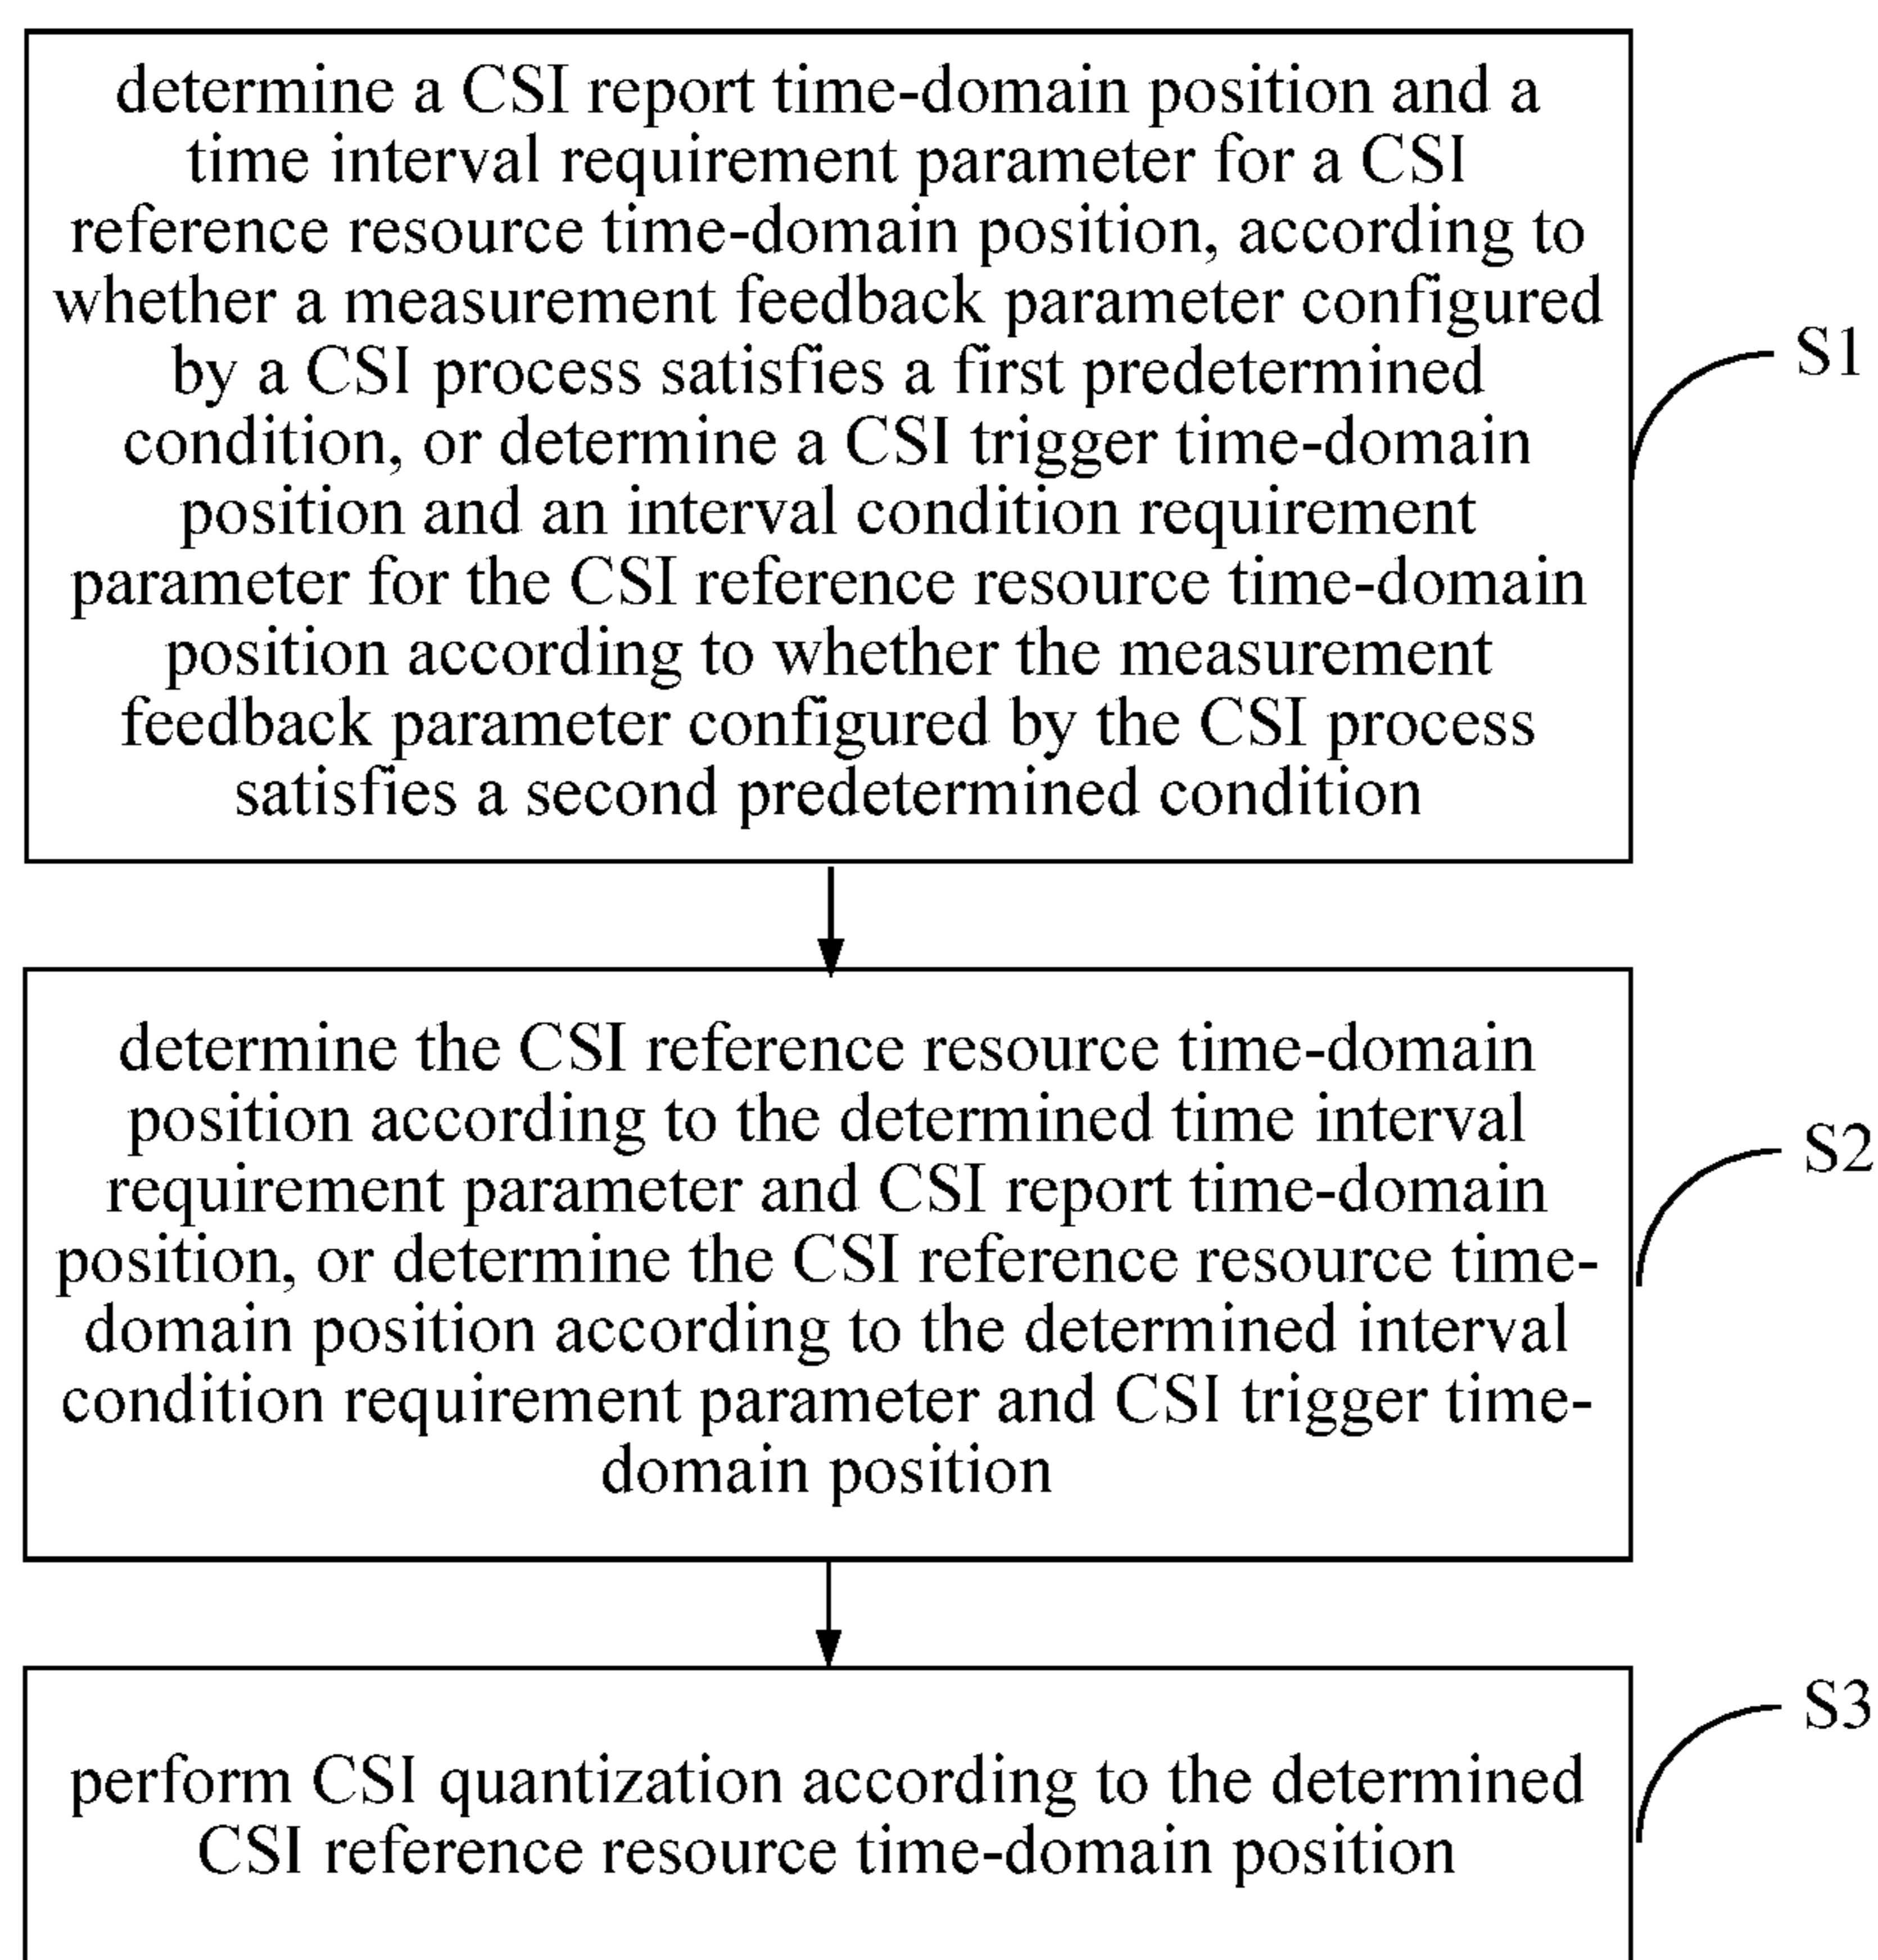 determine a CSI report time-domain position and a
time interval requirement parameter for a CSI
reference resource time-domain position, according to
whether a measurement feedback parameter configured
by a CSI process satisfies a first predetermined
condition, or determine a CSI trigger time-domain
position and an interval condition requirement
parameter for the CSI reference resource time-domain
position according to whether the measurement
feedback parameter configured by the CSI process
satisfies a second predetermined condition
S1
determine the CSI reference resource time-domain
position according to the determined time interval
requirement parameter and CSI report time-domain
position, or determine the CSI reference resource time-
domain position according to the determined interval
condition requirement parameter and CSI trigger time-
domain position
S2
perform CSI quantization according to the determined
CSI reference resource time-domain position
S3